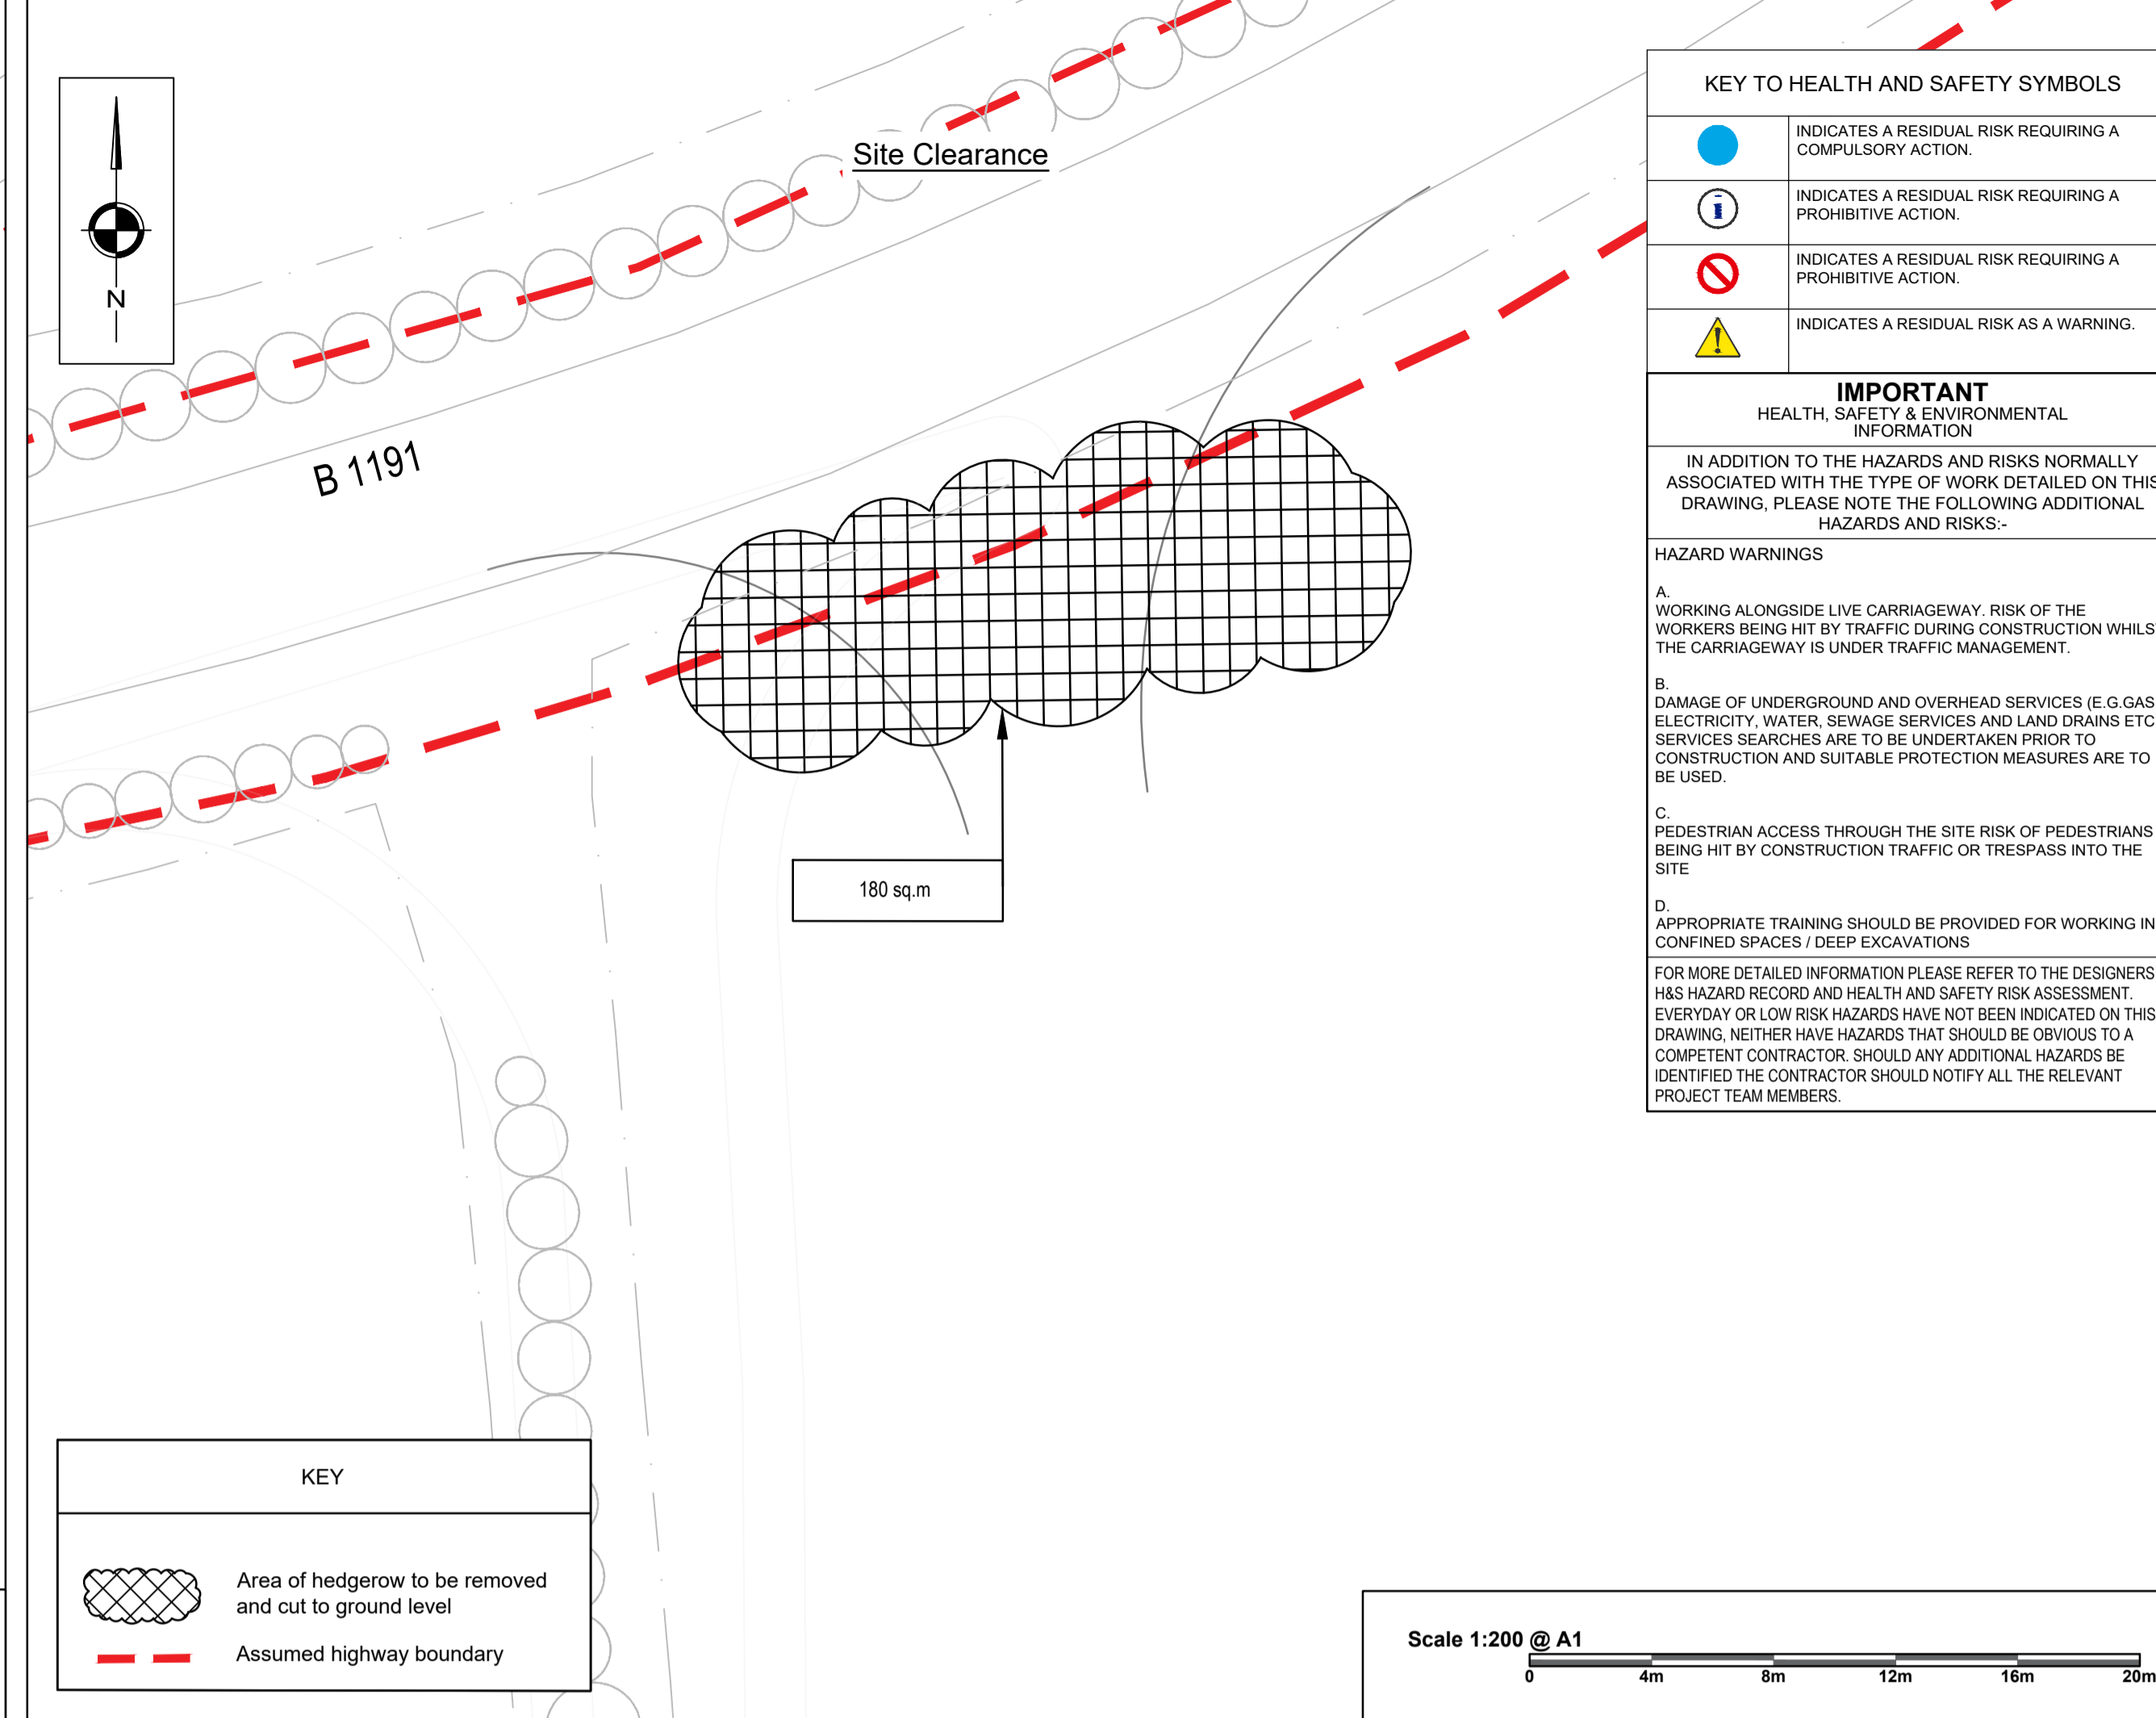 Site Clearance
N
B 1191
180 sq.m
KEY TO HEALTH AND SAFETY SYMBOLS
INDICATES A RESIDUAL RISK REQUIRING A
COMPULSORY ACTION.
INDICATES A RESIDUAL RISK REQUIRING A
PROHIBITIVE ACTION.
INDICATES A RESIDUAL RISK REQUIRING A
PROHIBITIVE ACTION.
INDICATES A RESIDUAL RISK AS A WARNING.
IMPORTANT
HEALTH, SAFETY & ENVIRONMENTAL
INFORMATION
IN ADDITION TO THE HAZARDS AND RISKS NORMALLY
ASSOCIATED WITH THE TYPE OF WORK DETAILED ON THIS
DRAWING, PLEASE NOTE THE FOLLOWING ADDITIONAL
HAZARDS AND RISKS:-
HAZARD WARNINGS
A.
WORKING ALONGSIDE LIVE CARRIAGEWAY. RISK OF THE
WORKERS BEING HIT BY TRAFFIC DURING CONSTRUCTION WHILS
THE CARRIAGEWAY IS UNDER TRAFFIC MANAGEMENT.
B.
DAMAGE OF UNDERGROUND AND OVERHEAD SERVICES (E.G.GAS
ELECTRICITY, WATER, SEWAGE SERVICES AND LAND DRAINS ETC
SERVICES SEARCHES ARE TO BE UNDERTAKEN PRIOR TO
CONSTRUCTION AND SUITABLE PROTECTION MEASURES ARE TO
BE USED.
C.
PEDESTRIAN ACCESS THROUGH THE SITE RISK OF PEDESTRIANS
BEING HIT BY CONSTRUCTION TRAFFIC OR TRESPASS INTO THE
SITE
D.
APPROPRIATE TRAINING SHOULD BE PROVIDED FOR WORKING IN
CONFINED SPACES / DEEP EXCAVATIONS
FOR MORE DETAILED INFORMATION PLEASE REFER TO THE DESIGNERS
H&S HAZARD RECORD AND HEALTH AND SAFETY RISK ASSESSMENT.
EVERYDAY OR LOW RISK HAZARDS HAVE NOT BEEN INDICATED ON THIS
DRAWING, NEITHER HAVE HAZARDS THAT SHOULD BE OBVIOUS TO A
COMPETENT CONTRACTOR. SHOULD ANY ADDITIONAL HAZARDS BE
IDENTIFIED THE CONTRACTOR SHOULD NOTIFY ALL THE RELEVANT
PROJECT TEAM MEMBERS.
KEY
Area of hedgerow to be removed
and cut to ground level
Assumed highway boundary
Scale 1:200 @ A1
0 4m 8m 12m 16m 20m